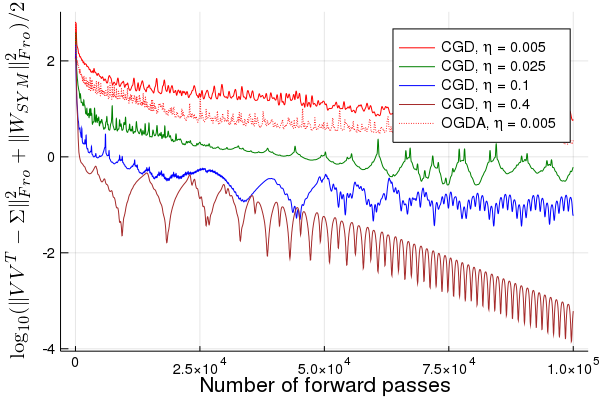 log₁₀(‖VVᵀ − Σ‖²_Fro + ‖W_SYM‖²_Fro)/2
2
0
-2
-4
CGD, η = 0.005
CGD, η = 0.025
CGD, η = 0.1
CGD, η = 0.4
OGDA, η = 0.005
0 2.5×10⁴ 5.0×10⁴ 7.5×10⁴ 1.0×10⁵
Number of forward passes